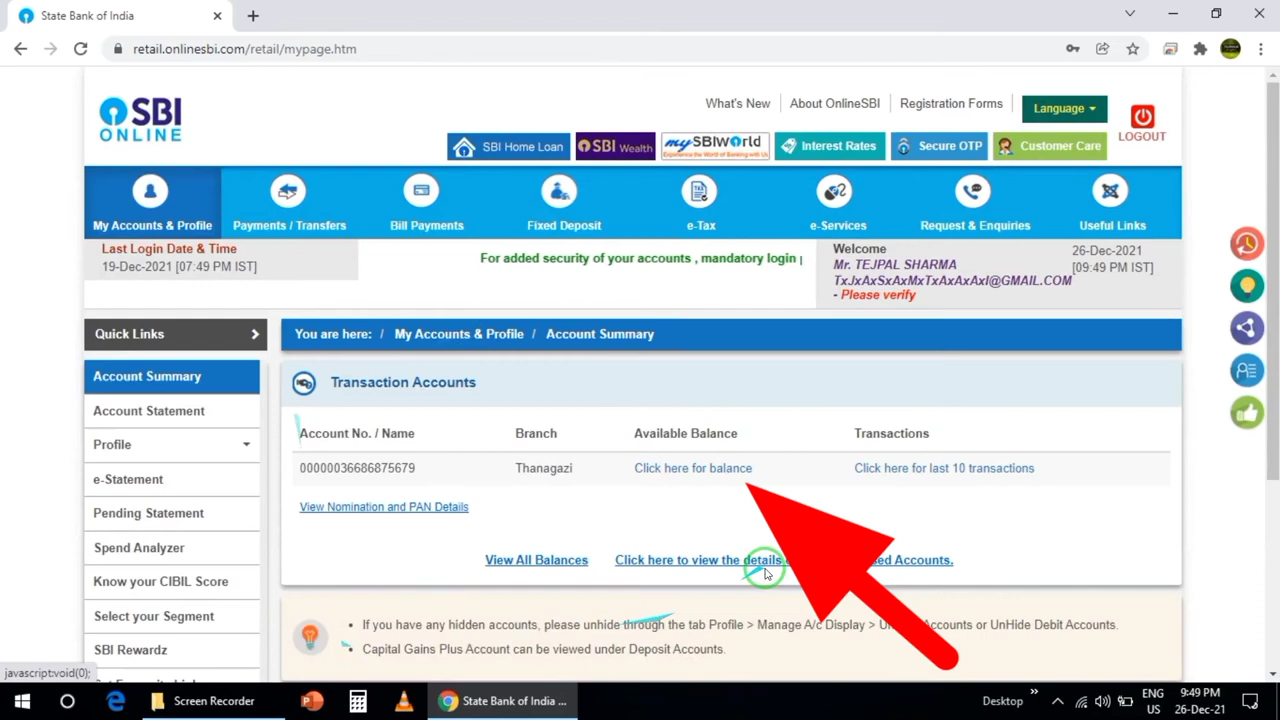 State Bank of India
retail.onlinesbi.com/retail/mypage.htm
SBI
ONLINE
What's New
About OnlineSBI
Registration Forms
Language
LOGOUT
SBI Home Loan
SBI Wealth
my SBIWorld
Experience the World of Banking with Us
Interest Rates
Secure OTP
Customer Care
My Accounts & Profile
Payments / Transfers
Bill Payments
Fixed Deposit
e-Tax
e-Services
Request & Enquiries
Useful Links
Last Login Date & Time
19-Dec-2021 [07:49 PM IST]
For added security of your accounts , mandatory login
Welcome
Mr. TEJPAL SHARMA
TxJxAxSxAxMxTxAxAxAxI@GMAIL.COM
- Please verify
26-Dec-2021
[09:49 PM IST]
Quick Links
You are here: / My Accounts & Profile / Account Summary
Account Summary
Account Statement
Profile
e-Statement
Pending Statement
Spend Analyzer
Know your CIBIL Score
Select your Segment
SBI Rewardz
Transaction Accounts
Account No. / Name
Branch
Available Balance
Transactions
00000036686875679
Thanagazi
Click here for balance
Click here for last 10 transactions
View Nomination and PAN Details
View All Balances
Click here to view the details Accounts.
• If you have any hidden accounts, please unhide through the tab Profile > Manage A/c Display > Accounts or UnHide Debit Accounts.
• Capital Gains Plus Account can be viewed under Deposit Accounts.
javascript:void(0);
Screen Recorder
State Bank of India ...
Desktop
ENG
US
9:49 PM
26-Dec-21